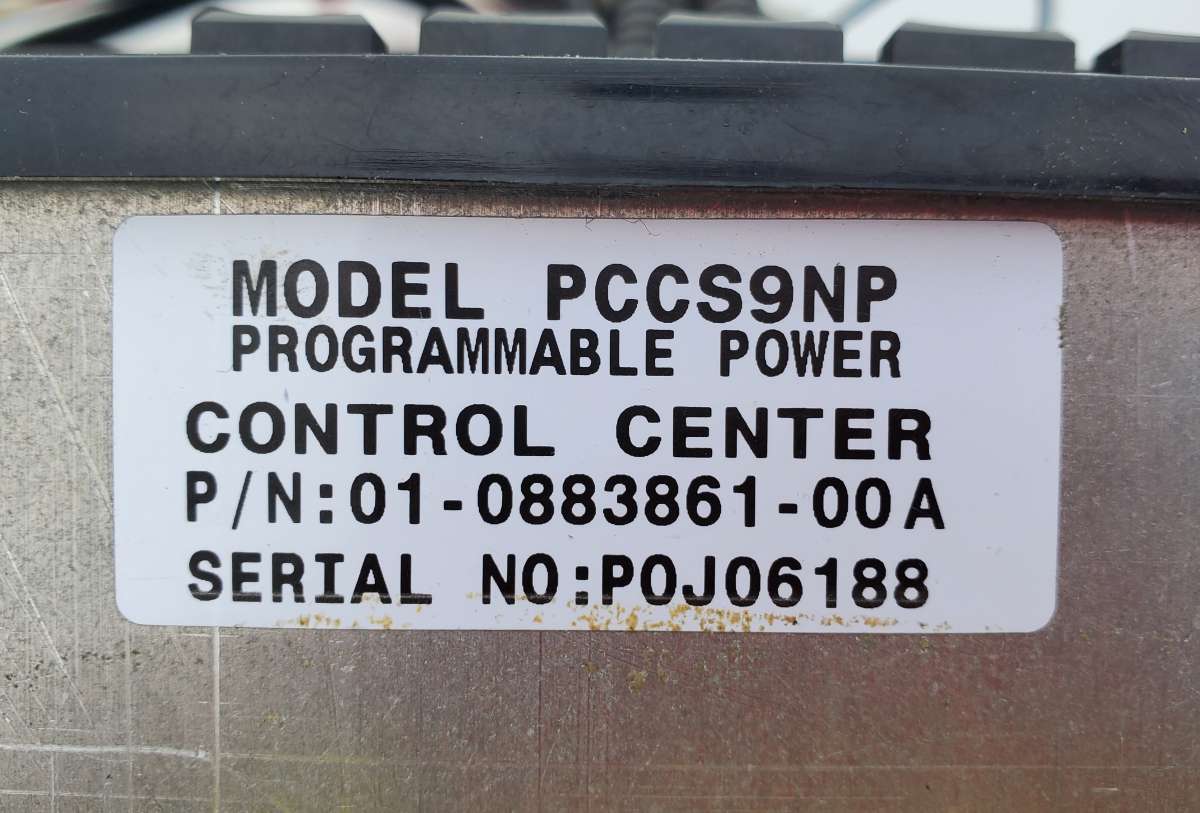 MODEL PCCS9NP
PROGRAMMABLE POWER
CONTROL CENTER
P/N:01-0883861-00A
SERIAL NO:P0J06188